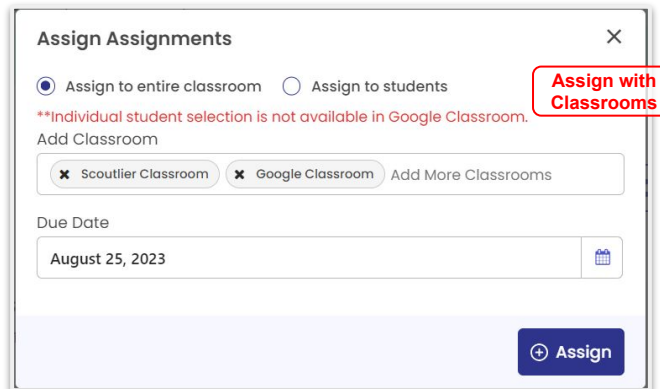 Assign Assignments
Assign to entire classroom Assign to students
Assign with
Classrooms
**Individual student selection is not available in Google Classroom.
Add Classroom
Scoutlier Classroom Google Classroom Add More Classrooms
Due Date
August 25, 2023
Assign